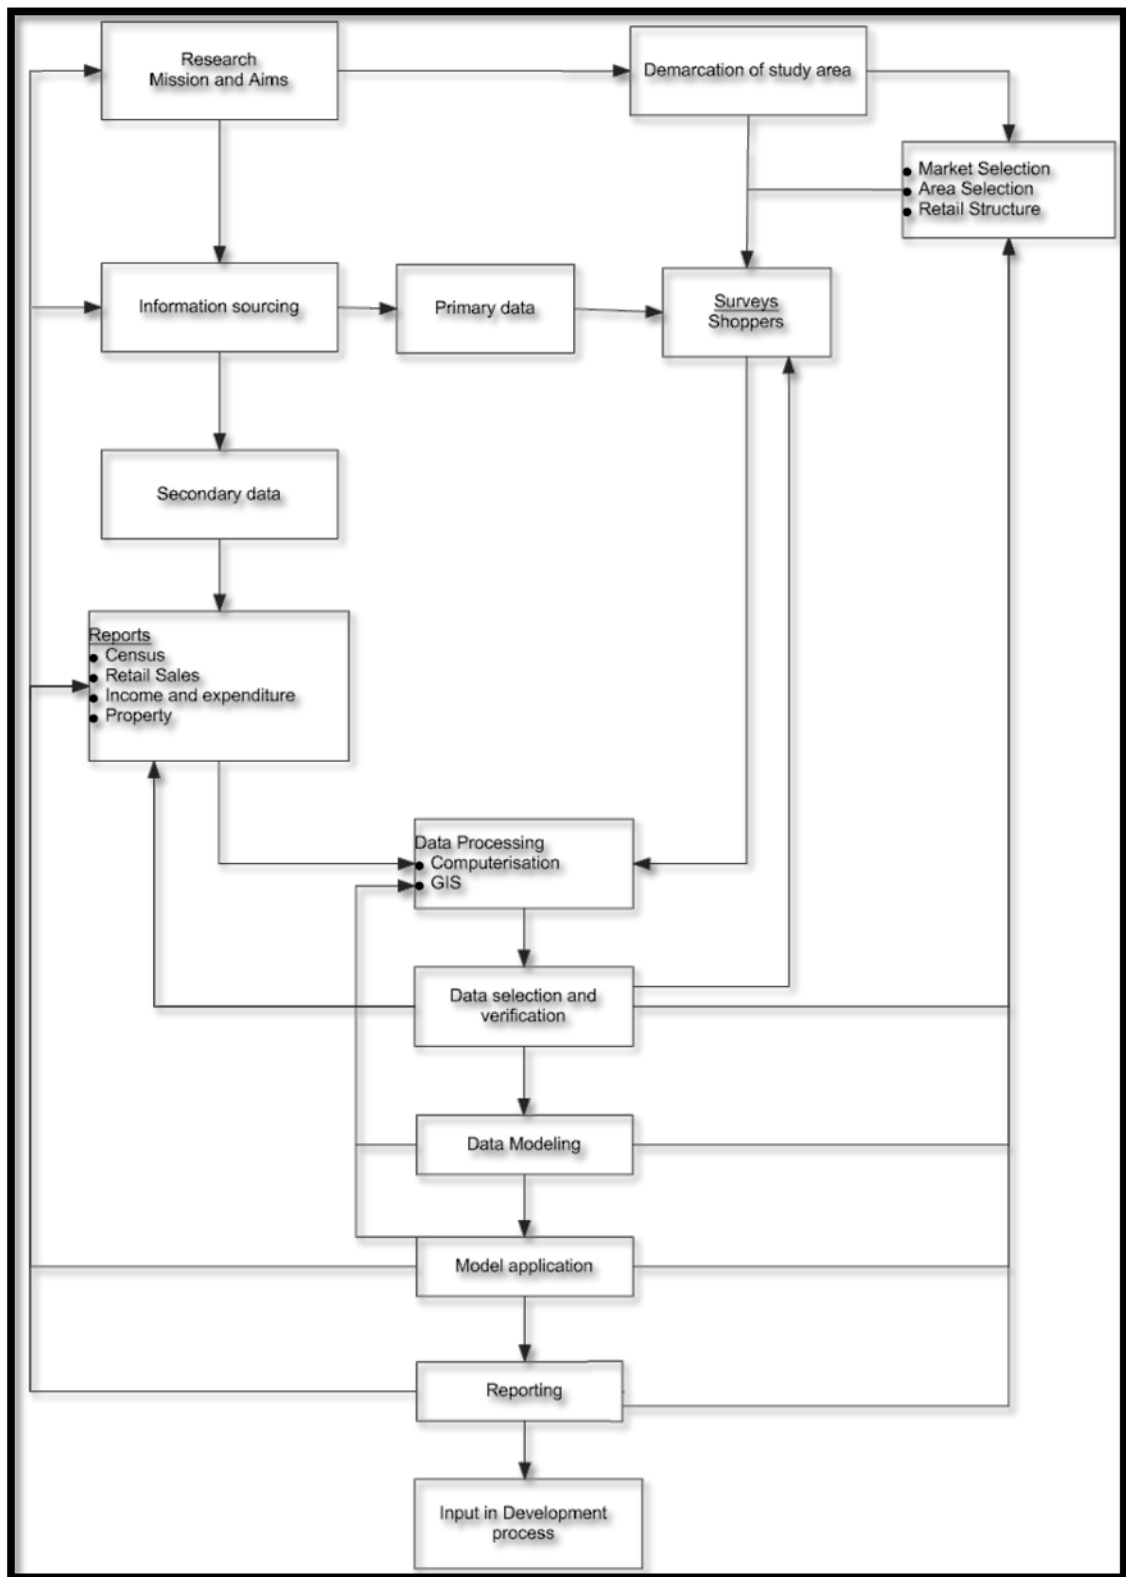 Research
Mission and Aims
Demarcation of study area
• Market Selection
• Area Selection
• Retail Structure
Information sourcing
Primary data
Surveys
Shoppers
Secondary data
Reports
• Census
• Retail Sales
• Income and expenditure
• Property
Data Processing
• Computerisation
• GIS
Data selection and
verification
Data Modeling
Model application
Reporting
Input in Development
process